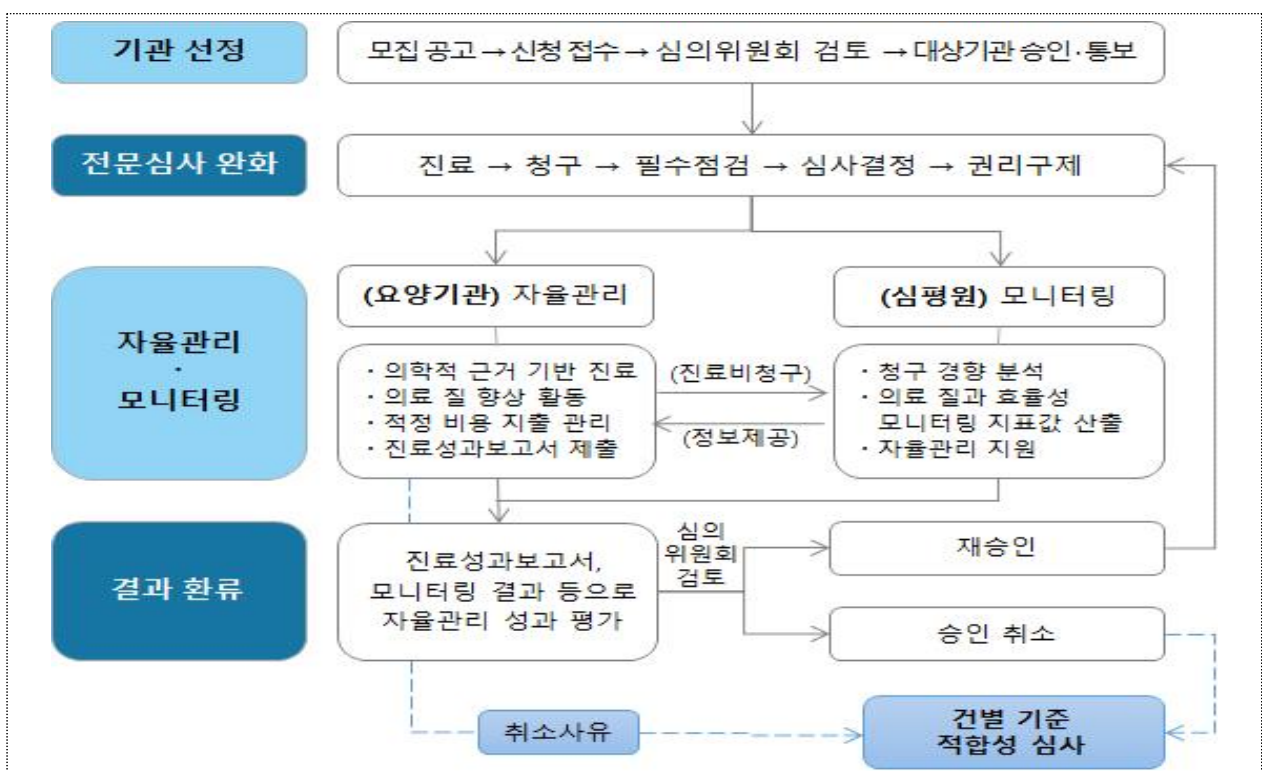 기관 선정
모집 공고 → 신청 접수 → 심의위원회 검토 → 대상기관 승인·통보
전문심사 완화
진료 → 청구 → 필수점검 → 심사결정 → 권리구제
자율관리
·
모니터링
(요양기관) 자율관리
(심평원) 모니터링
· 의학적 근거 기반 진료
· 의료 질 향상 활동
· 적정 비용 지출 관리
· 진료성과보고서 제출
(진료비청구)
(정보제공)
· 청구 경향 분석
· 의료 질과 효율성
모니터링 지표값 산출
· 자율관리 지원
결과 환류
진료성과보고서,
모니터링 결과 등으로
자율관리 성과 평가
심의
위원회
검토
재승인
승인 취소
취소사유
건별 기준
적합성 심사